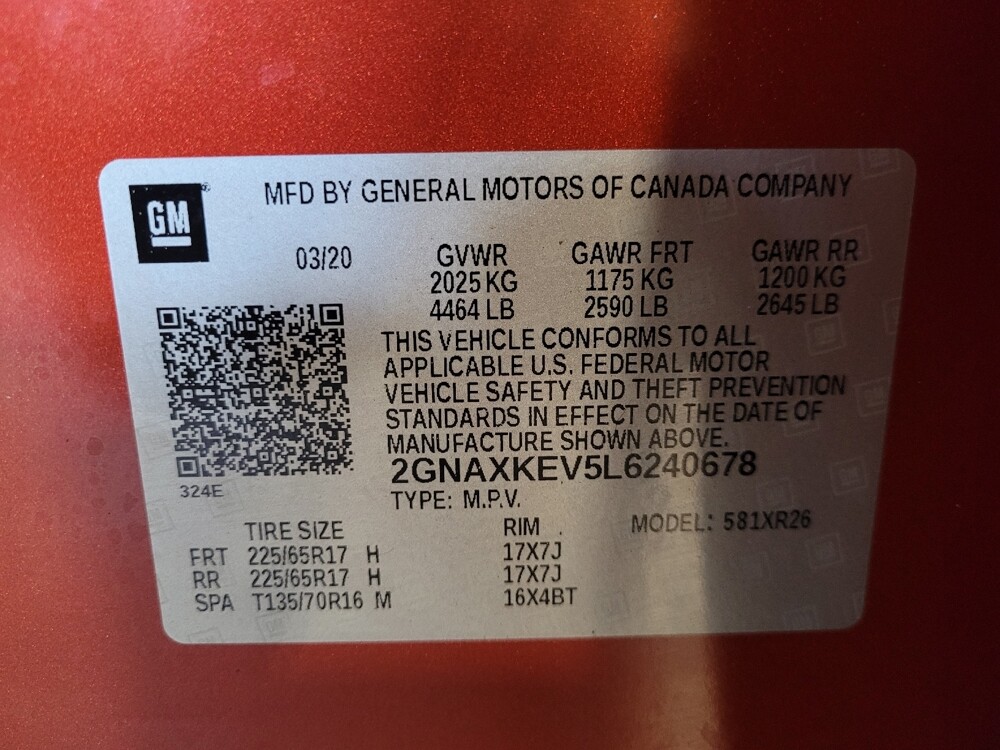 GM
MFD BY GENERAL MOTORS OF CANADA COMPANY
03/20 GVWR GAWR FRT GAWR RR
2025 KG 1175 KG 1200 KG
4464 LB 2590 LB 2645 LB
THIS VEHICLE CONFORMS TO ALL
APPLICABLE U.S. FEDERAL MOTOR
VEHICLE SAFETY AND THEFT PREVENTION
STANDARDS IN EFFECT ON THE DATE OF
MANUFACTURE SHOWN ABOVE.
2GNAXKEV5L6240678
324E
TYPE: M.P.V.
TIRE SIZE RIM MODEL: 581XR26
FRT 225/65R17 H 17X7J
RR 225/65R17 H 17X7J
SPA T135/70R16 M 16X4BT